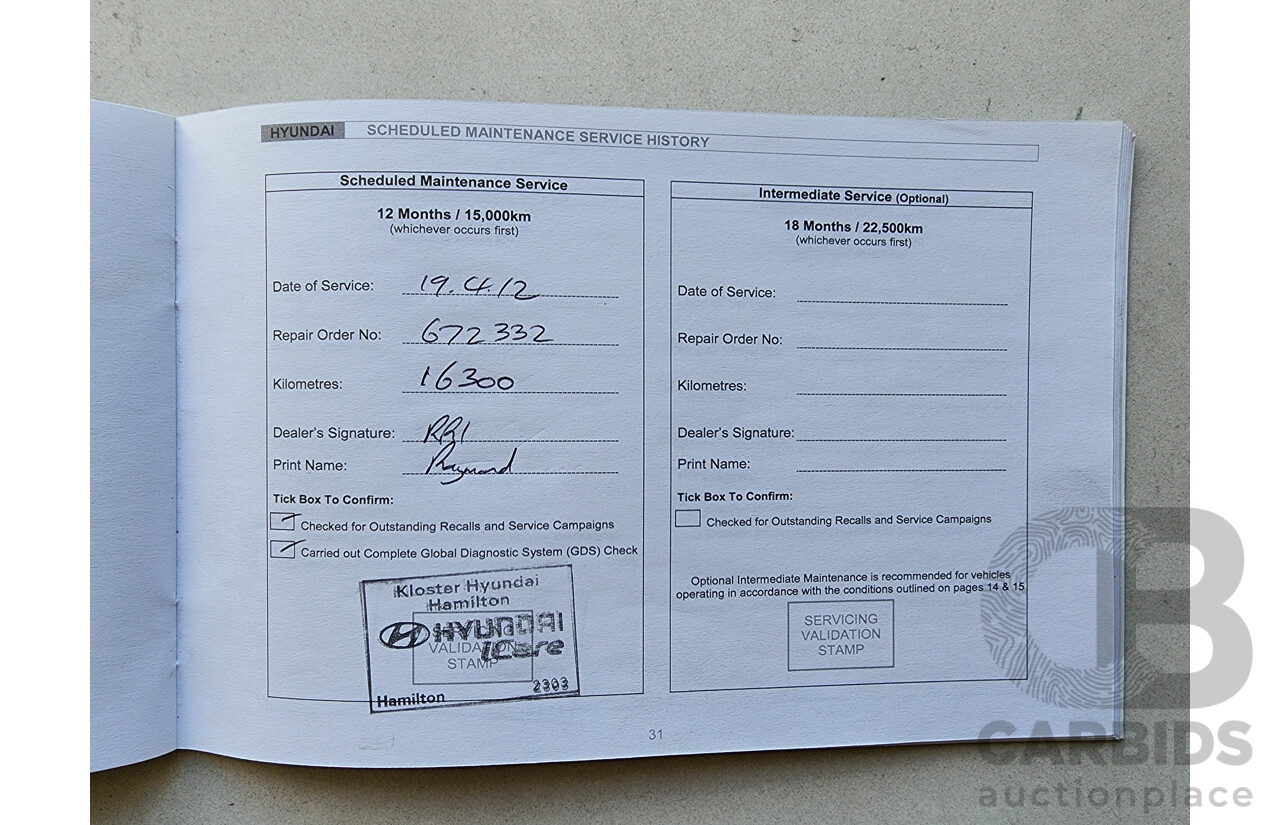 HYUNDAI SCHEDULED MAINTENANCE SERVICE HISTORY
Scheduled Maintenance Service
12 Months / 15,000km
(whichever occurs first)
Date of Service: 19.4.12
Repair Order No: 672332
Kilometres: 16300
Dealer's Signature:
Print Name: Raymond
Tick Box To Confirm:
Checked for Outstanding Recalls and Service Campaigns
Carried out Complete Global Diagnostic System (GDS) Check
Kloster Hyundai
Hamilton
HYUNDAI
iCare
VALIDATION
STAMP
Hamilton 2303
Intermediate Service (Optional)
18 Months / 22,500km
(whichever occurs first)
Date of Service:
Repair Order No:
Kilometres:
Dealer's Signature:
Print Name:
Tick Box To Confirm:
Checked for Outstanding Recalls and Service Campaigns
Optional Intermediate Maintenance is recommended for vehicles
operating in accordance with the conditions outlined on pages 14 & 15
SERVICING
VALIDATION
STAMP
31
CARBIDS
auctionplace